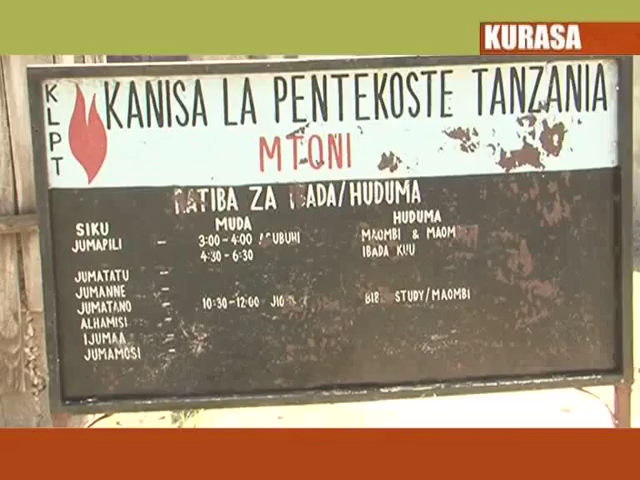 KURASA
KLPT
KANISA LA PENTEKOSTE TANZANIA
MTONI
RATIBA ZA IBADA/HUDUMA
SIKU MUDA HUDUMA
JUMAPILI - 3:00-4:00 ASUBUHI MAOMBI & MAOM
4:30-6:30 IBADA KUU
JUMATATU -
JUMANNE -
JUMATANO - 10:30-12:00 JIO STUDY/MAOMBI
ALHAMISI -
IJUMAA -
JUMAMOSI -